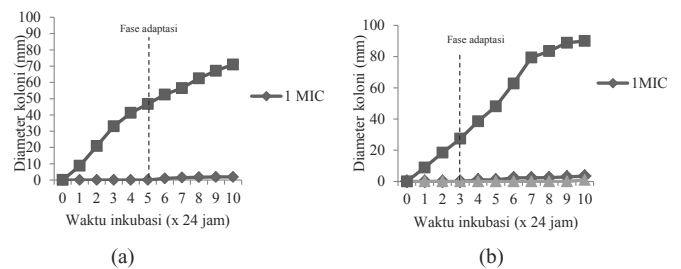 Fase adaptasi
Diameter koloni (mm)
100
90
80
70
60
50
40
30
20
10
0
0 1 2 3 4 5 6 7 8 9 10
Waktu inkubasi (x 24 jam)
1 MIC
(a)
Fase adaptasi
Diameter koloni (mm)
100
80
60
40
20
0
0 1 2 3 4 5 6 7 8 9 10
Waktu inkubasi (x 24 jam)
1MIC
(b)